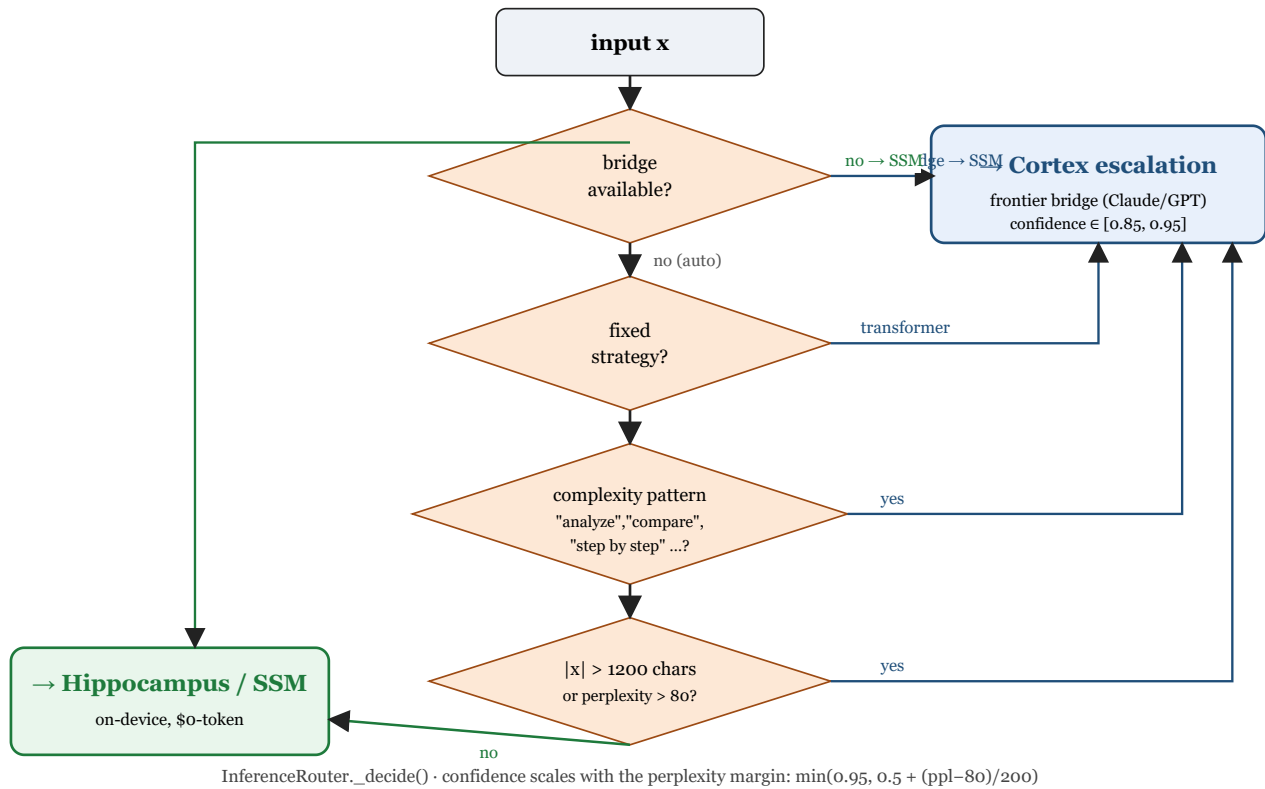 input x
bridge
available?
no → SSM
→ SSM
→ Cortex escalation
frontier bridge (Claude/GPT)
confidence ∈ [0.85, 0.95]
no (auto)
fixed
strategy?
transformer
complexity pattern
"analyze","compare",
"step by step" ...?
yes
|x| > 1200 chars
or perplexity > 80?
yes
→ Hippocampus / SSM
on-device, $0-token
no
InferenceRouter._decide() · confidence scales with the perplexity margin: min(0.95, 0.5 + (ppl−80)/200)